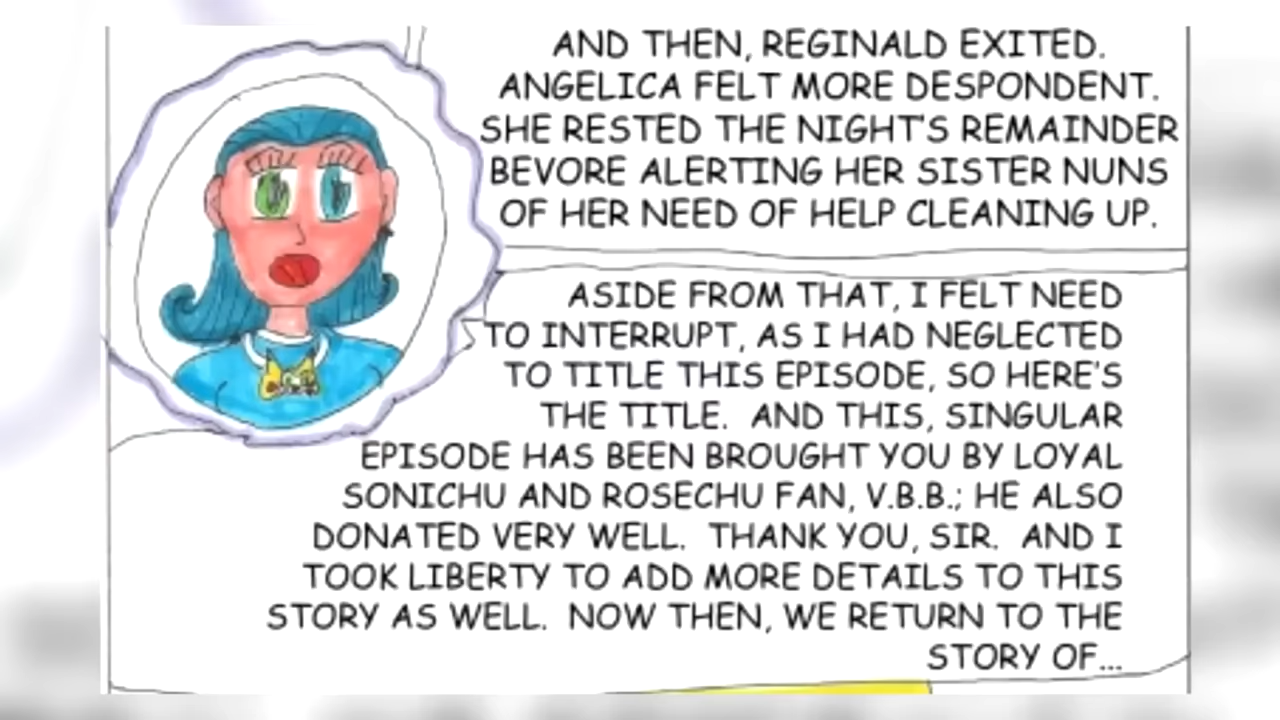 AND THEN, REGINALD EXITED.
ANGELICA FELT MORE DESPONDENT.
SHE RESTED THE NIGHT'S REMAINDER
BEVORE ALERTING HER SISTER NUNS
OF HER NEED OF HELP CLEANING UP.
ASIDE FROM THAT, I FELT NEED
TO INTERRUPT, AS I HAD NEGLECTED
TO TITLE THIS EPISODE, SO HERE'S
THE TITLE. AND THIS, SINGULAR
EPISODE HAS BEEN BROUGHT YOU BY LOYAL
SONICHU AND ROSECHU FAN, V.B.B.; HE ALSO
DONATED VERY WELL. THANK YOU, SIR. AND I
TOOK LIBERTY TO ADD MORE DETAILS TO THIS
STORY AS WELL. NOW THEN, WE RETURN TO THE
STORY OF...